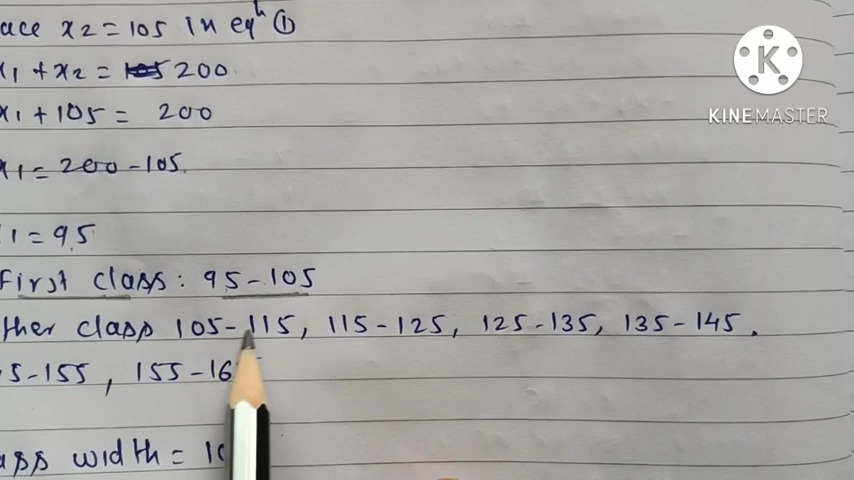 ace x2 = 105 in eqⁿ ①
x1 + x2 = 200
x1 + 105 = 200
x1 = 200 - 105
1 = 95
First class: 95-105
ther class 105-115, 115-125, 125-135, 135-145.
5-155, 155-16
ass width = 10
K
KINEMASTER